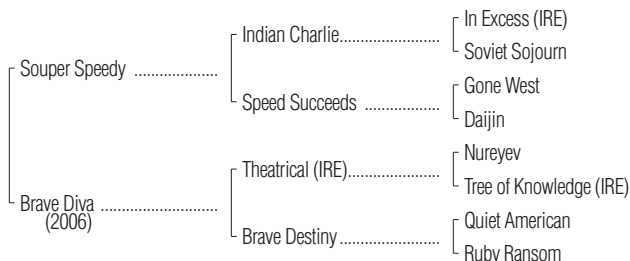 In Excess (IRE)
Indian Charlie....................
Soviet Sojourn
Souper Speedy .................
Gone West
Speed Succeeds ...............
Daijin
Nureyev
Theatrical (IRE)..................
Tree of Knowledge (IRE)
Brave Diva ........................
(2006)
Quiet American
Brave Destiny....................
Ruby Ransom